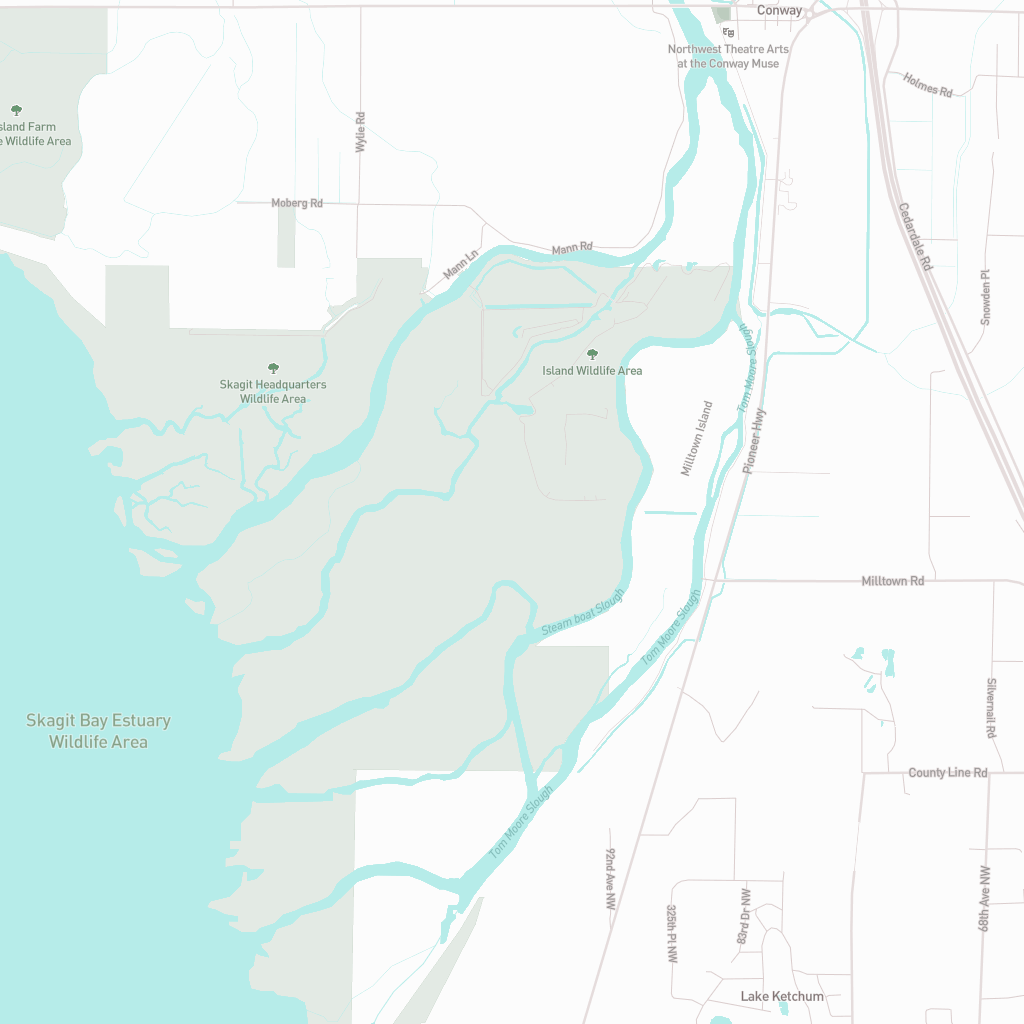 Conway
Northwest Theatre Arts
at the Conway Muse
Holmes Rd
sland Farm
e Wildlife Area
Wylie Rd
Moberg Rd
Mann Rd
Mann Ln
Cedardale Rd
Snowden Pl
Tom Moore Slough
Island Wildlife Area
Skagit Headquarters
Wildlife Area
Milltown Island
Pioneer Hwy
Milltown Rd
Steam boat Slough
Tom Moore Slough
Skagit Bay Estuary
Wildlife Area
Silvernail Rd
County Line Rd
Tom Moore Slough
92nd Ave NW
68th Ave NW
83rd Dr NW
325th Pl NW
Lake Ketchum